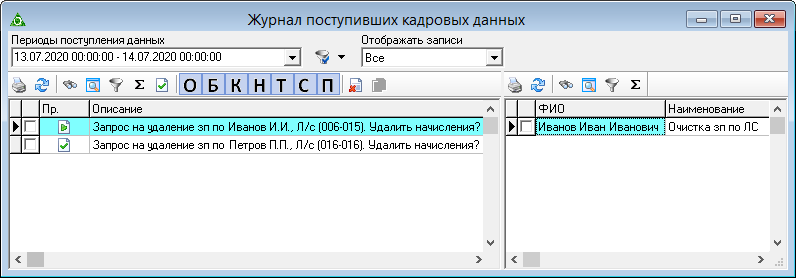 Журнал поступивших кадровых данных
Периоды поступления данных
Отображать записи
13.07.2020 00:00:00 - 14.07.2020 00:00:00
Все
Σ О Б К Н Т С П
Σ
Пр. Описание
Запрос на удаление зп по Иванов И.И., Л/с (006-015). Удалить начисления?
Запрос на удаление зп по Петров П.П., Л/с (016-016). Удалить начисления?
ФИО Наименование
Иванов Иван Иванович Очистка зп по ЛС